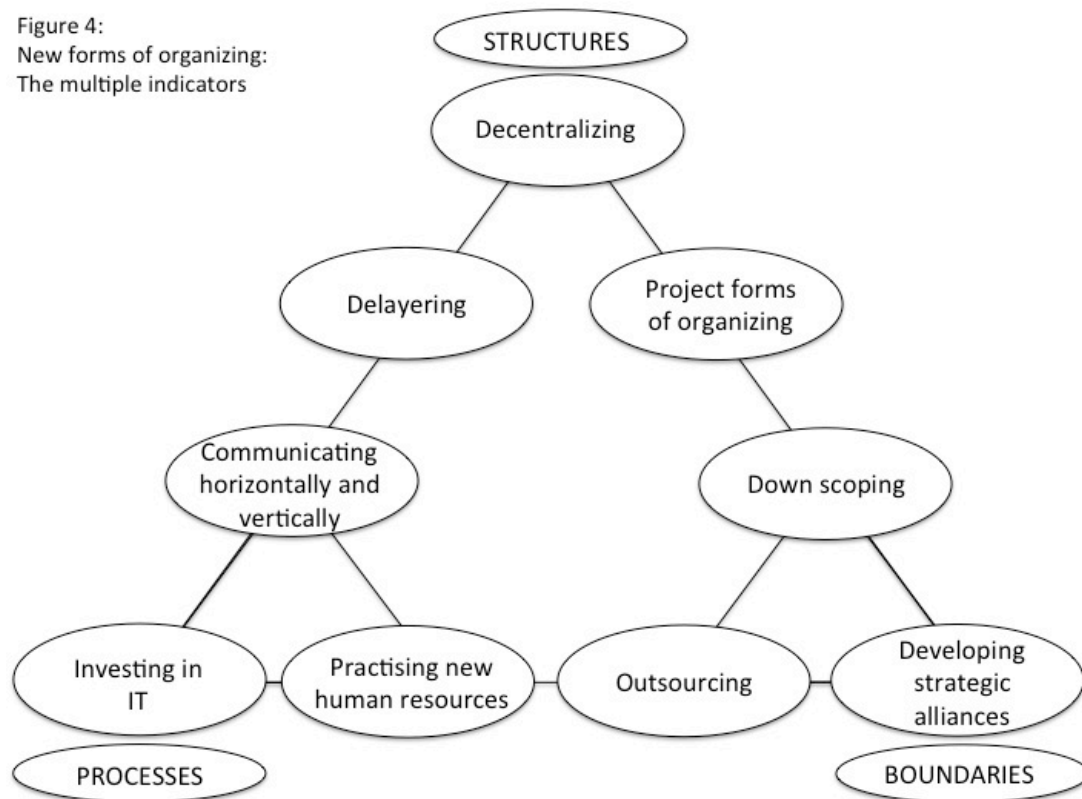 Figure 4:
New forms of organizing:
The multiple indicators
STRUCTURES
Decentralizing
Delayering
Project forms
of organizing
Communicating
horizontally and
vertically
Down scoping
Investing in
IT
Practising new
human resources
Outsourcing
Developing
strategic
alliances
PROCESSES
BOUNDARIES